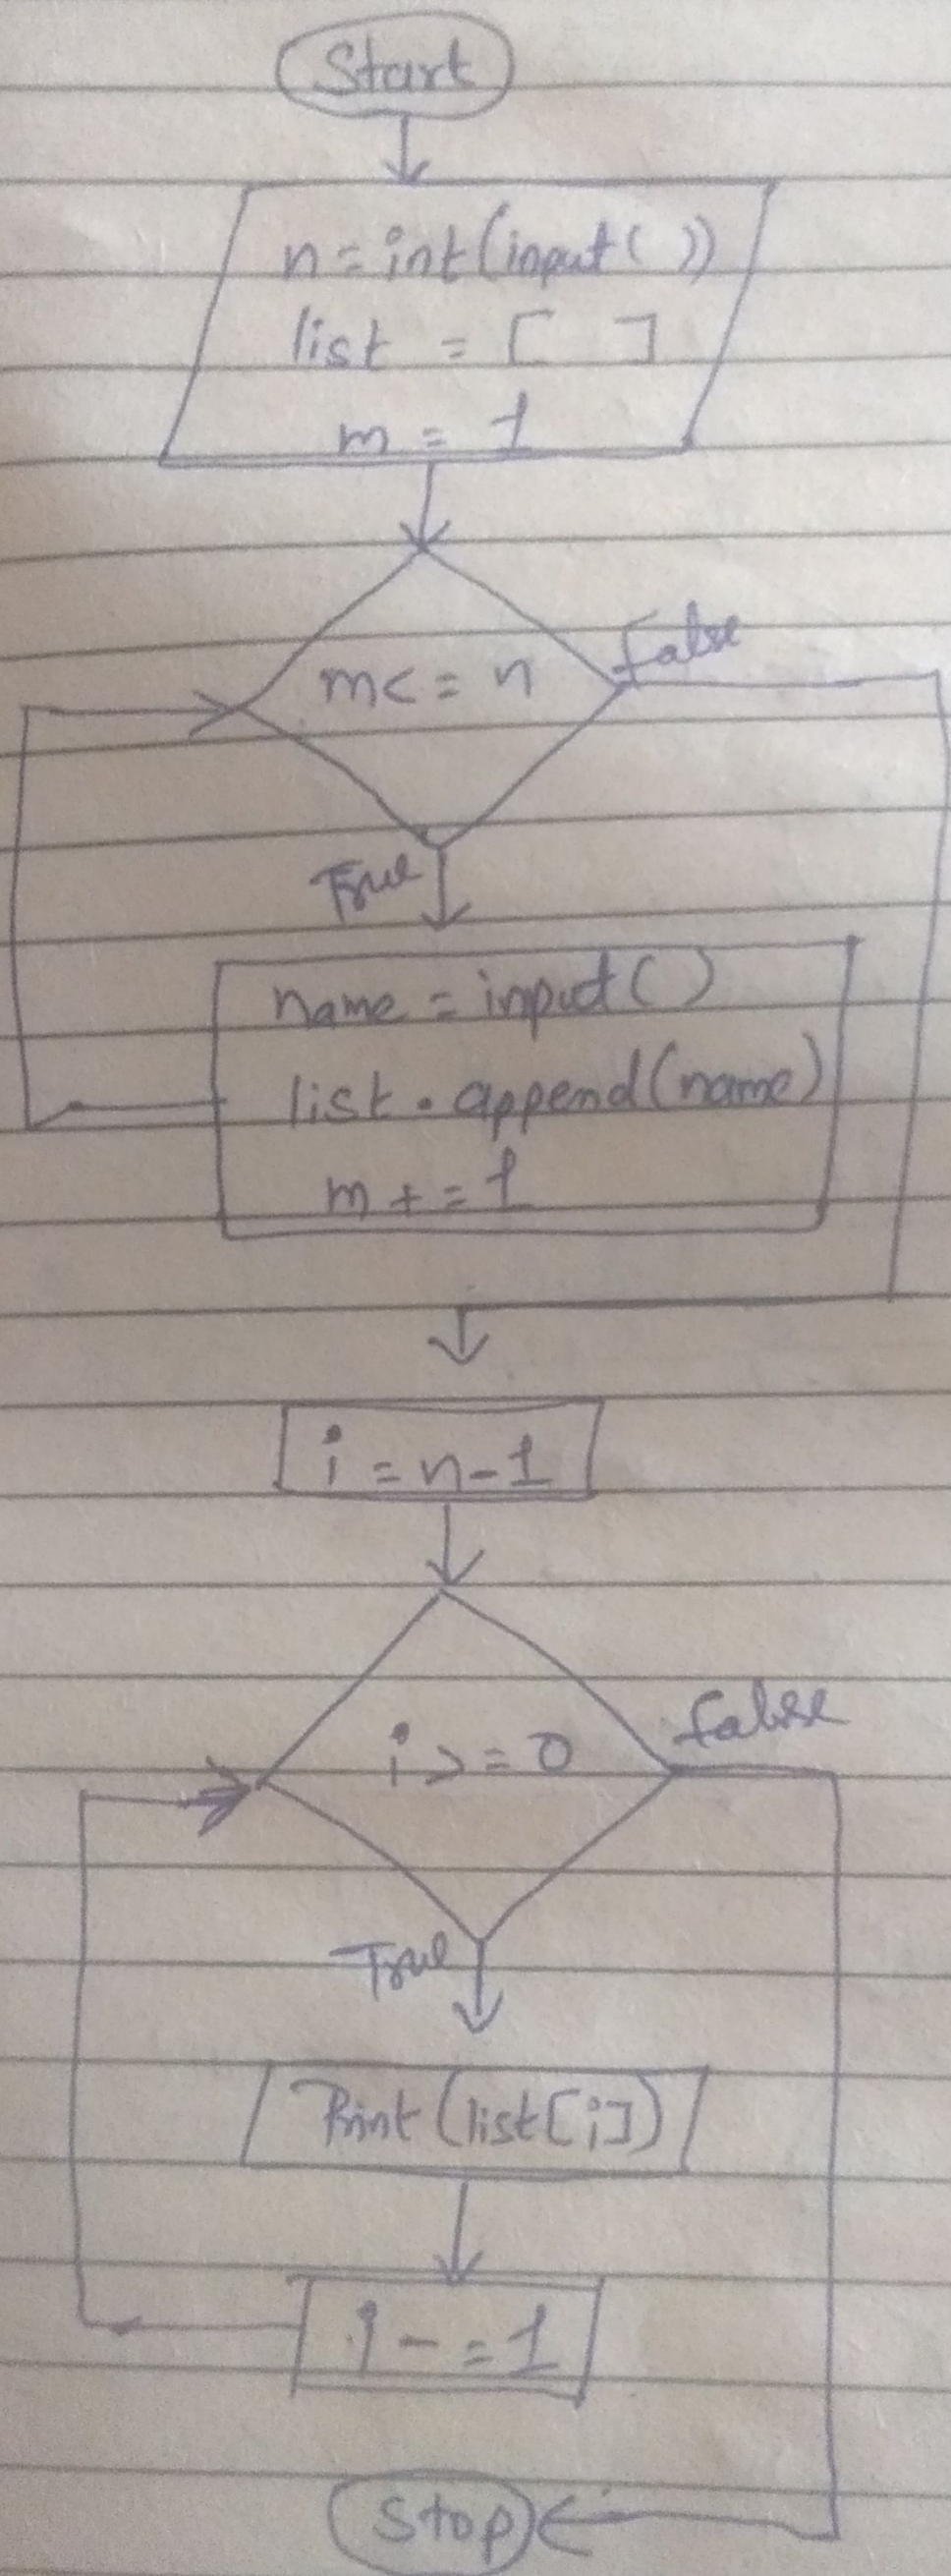 Start
n = int(input( ))
list = [ ]
m = 1
m< = n
False
True
name = input( )
list . append(name)
m + = 1
i = n - 1
i > = 0
false
True
Print (list[i])
i - = 1
Stop